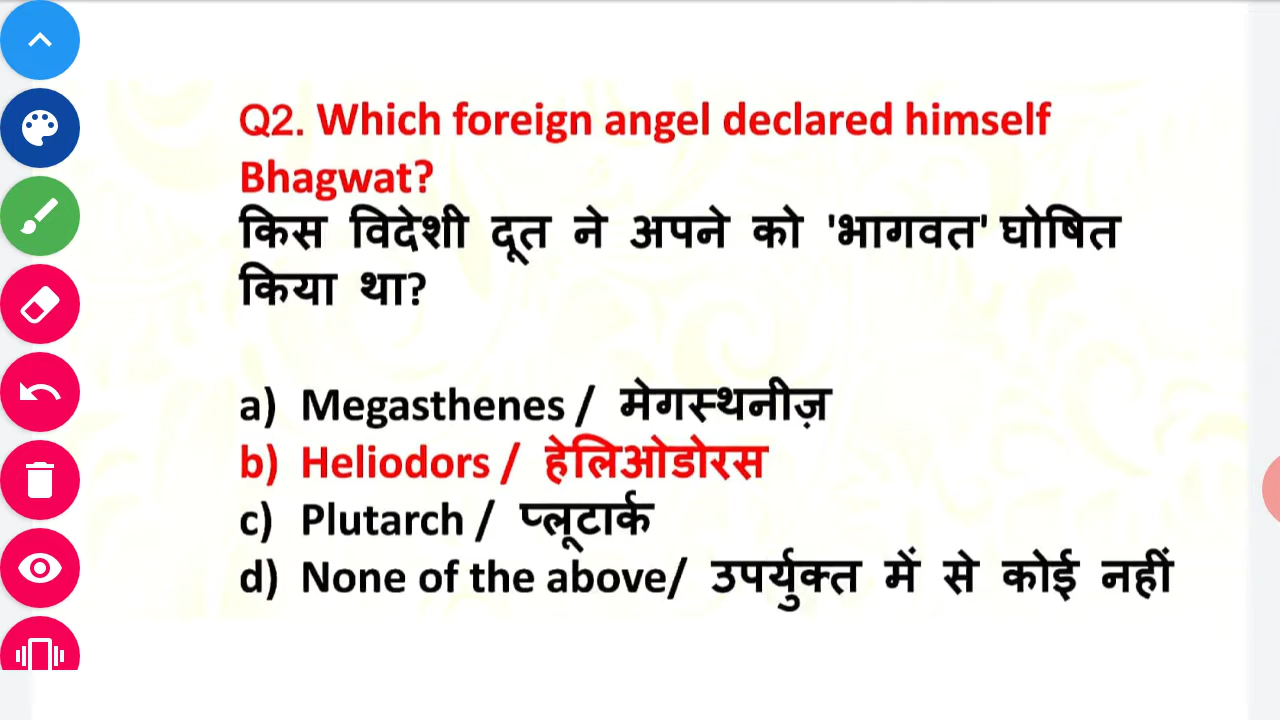 Q2. Which foreign angel declared himself
Bhagwat?
किस विदेशी दूत ने अपने को 'भागवत' घोषित
किया था?
a) Megasthenes / मेगस्थनीज़
b) Heliodors / हेलिओडोरस
c) Plutarch / प्लूटार्क
d) None of the above/ उपर्युक्त में से कोई नहीं